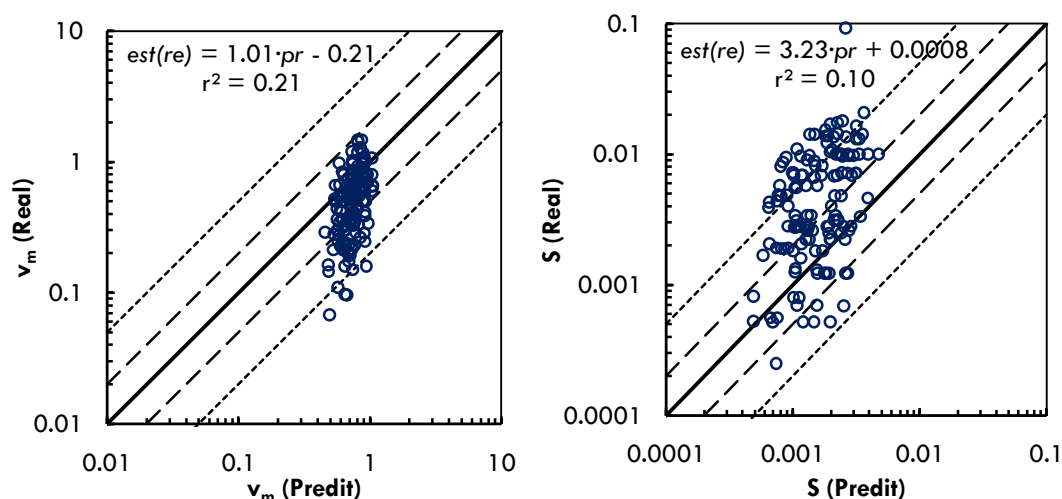 est(re) = 1.01·pr - 0.21
r² = 0.21
10
1
0.1
0.01
0.01
0.1
1
10
vₘ (Real)
vₘ (Predit)
est(re) = 3.23·pr + 0.0008
r² = 0.10
0.1
0.01
0.001
0.0001
0.0001
0.001
0.01
0.1
S (Real)
S (Predit)